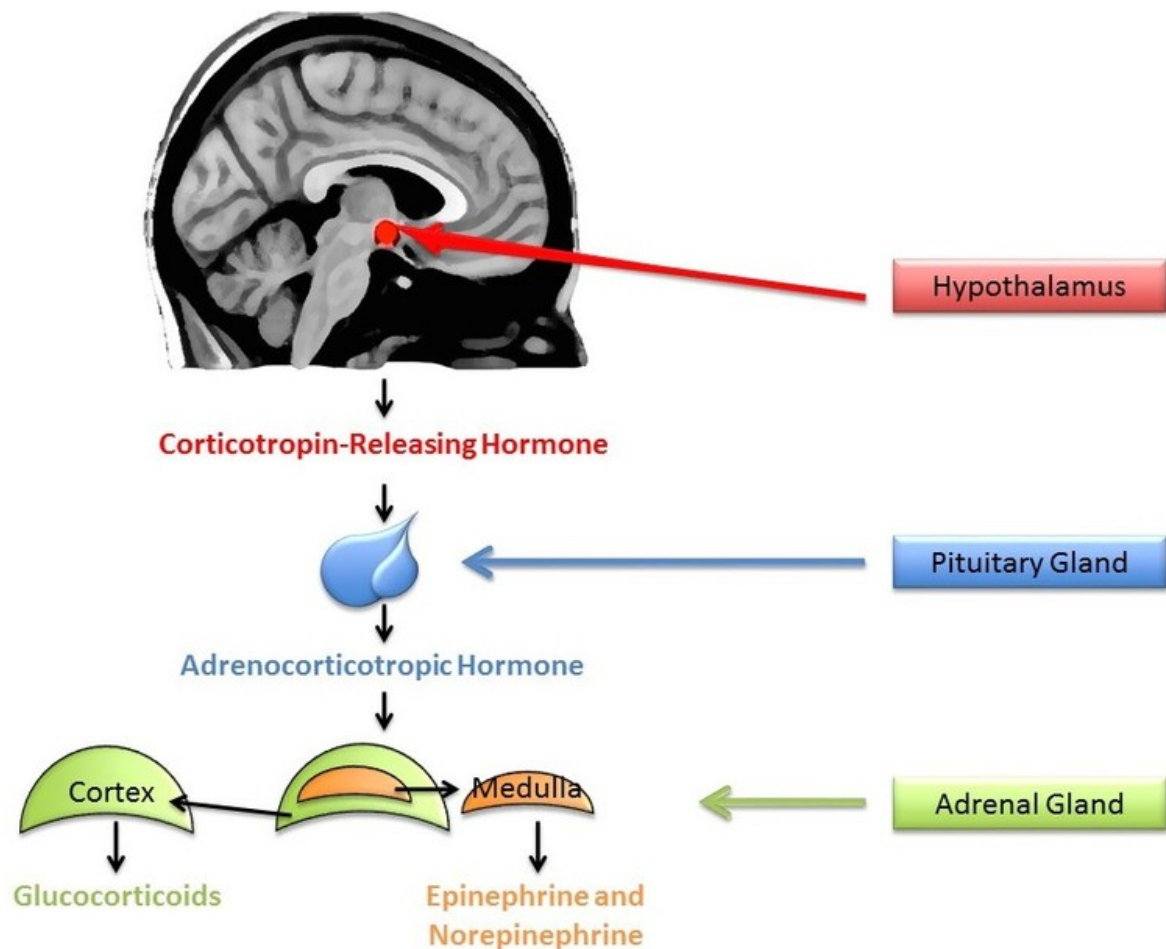 Hypothalamus
Corticotropin-Releasing Hormone
Pituitary Gland
Adrenocorticotropic Hormone
Cortex
Medulla
Adrenal Gland
Glucocorticoids
Epinephrine and
Norepinephrine